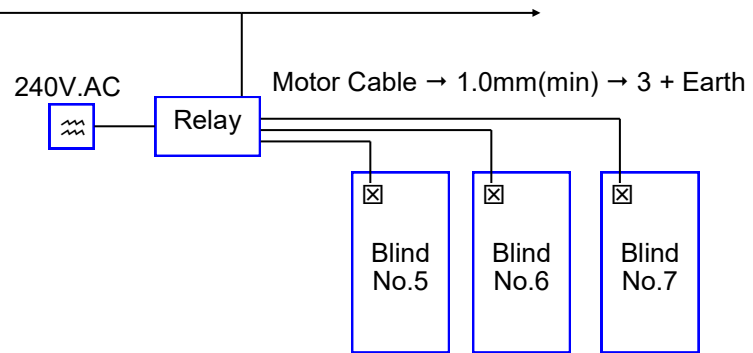 240V.AC
Motor Cable → 1.0mm(min) → 3 + Earth
Relay
Blind
No.5
Blind
No.6
Blind
No.7